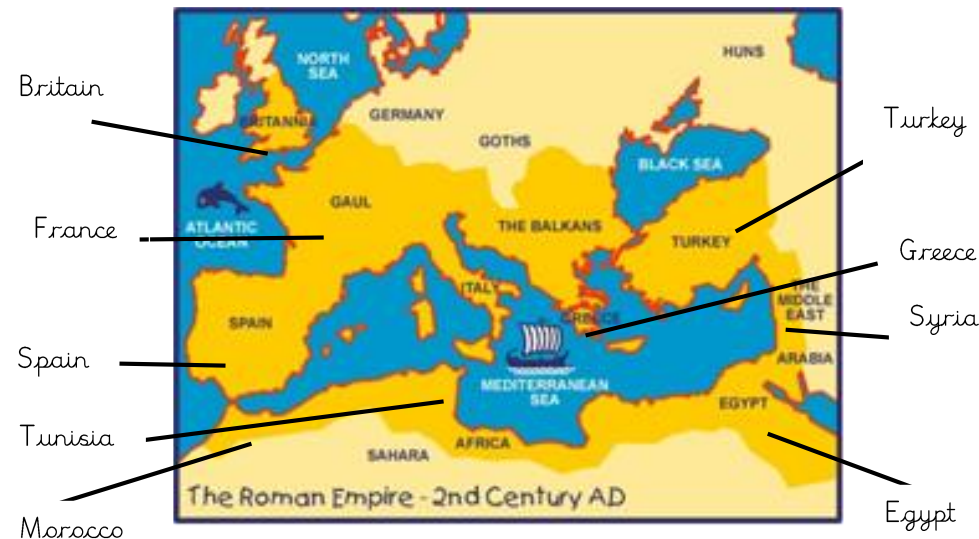 Britain
France
Spain
Tunisia
Morocco
NORTH
SEA
HUNS
BRITANNIA
GERMANY
GOTHS
BLACK SEA
GAUL
ATLANTIC
OCEAN
THE BALKANS
TURKEY
ITALY
THE
MIDDLE
EAST
SPAIN
GREECE
ARABIA
MEDITERRANEAN
SEA
EGYPT
AFRICA
SAHARA
The Roman Empire - 2nd Century AD
Turkey
Greece
Syria
Egypt